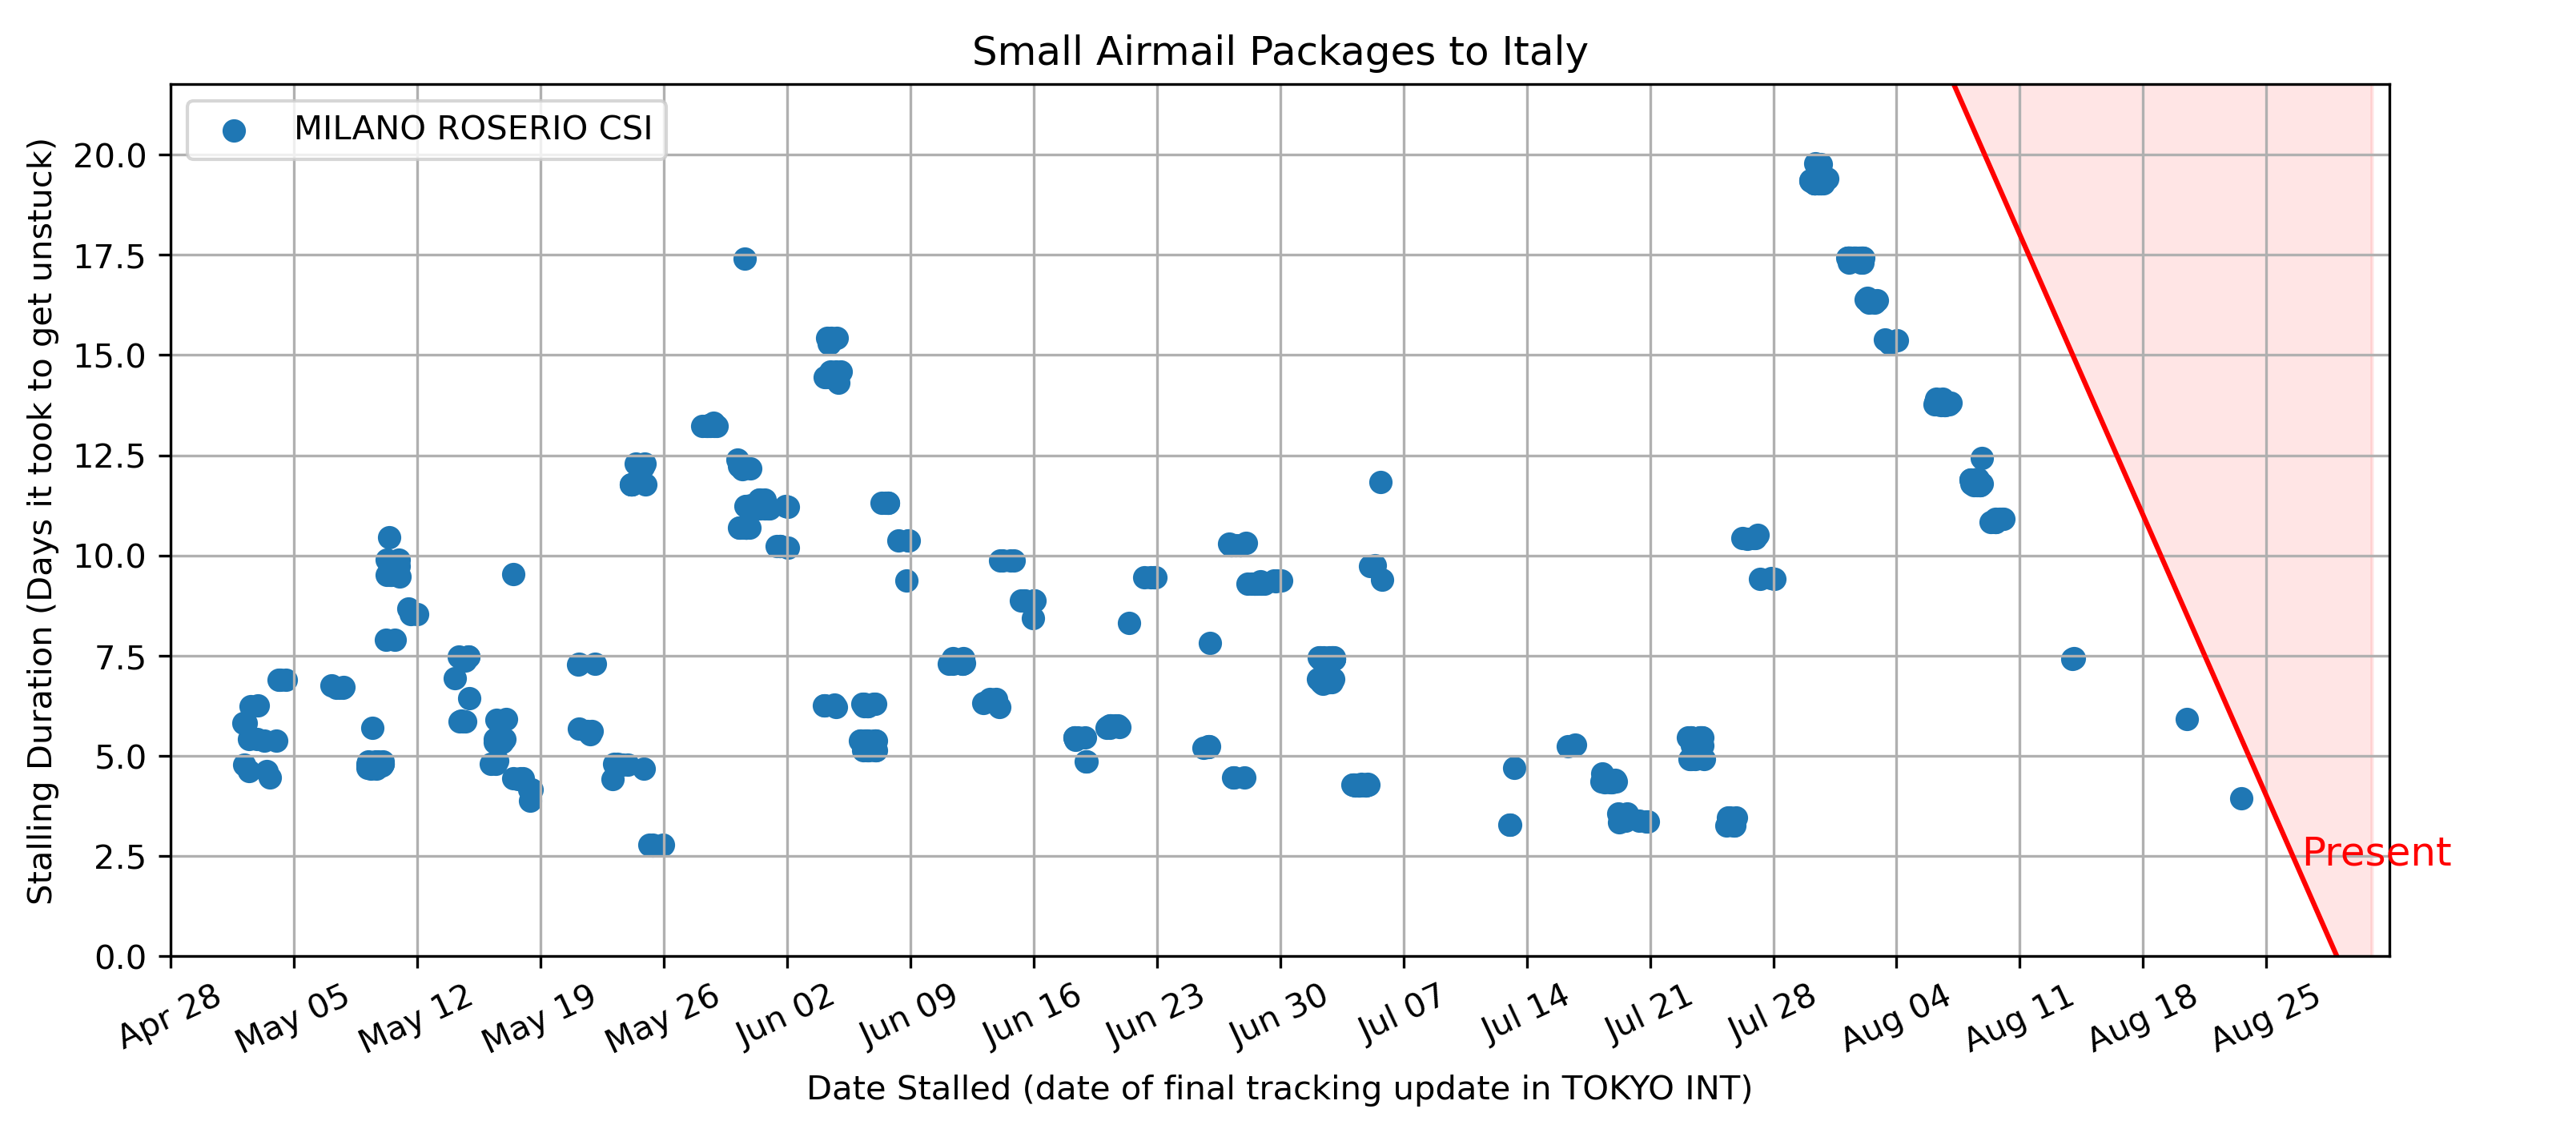 Small Airmail Packages to Italy
MILANO ROSERIO CSI
Stalling Duration (Days it took to get unstuck)
20.0
17.5
15.0
12.5
10.0
7.5
5.0
2.5
0.0
Present
Apr 28 May 05 May 12 May 19 May 26 Jun 02 Jun 09 Jun 16 Jun 23 Jun 30 Jul 07 Jul 14 Jul 21 Jul 28 Aug 04 Aug 11 Aug 18 Aug 25
Date Stalled (date of final tracking update in TOKYO INT)